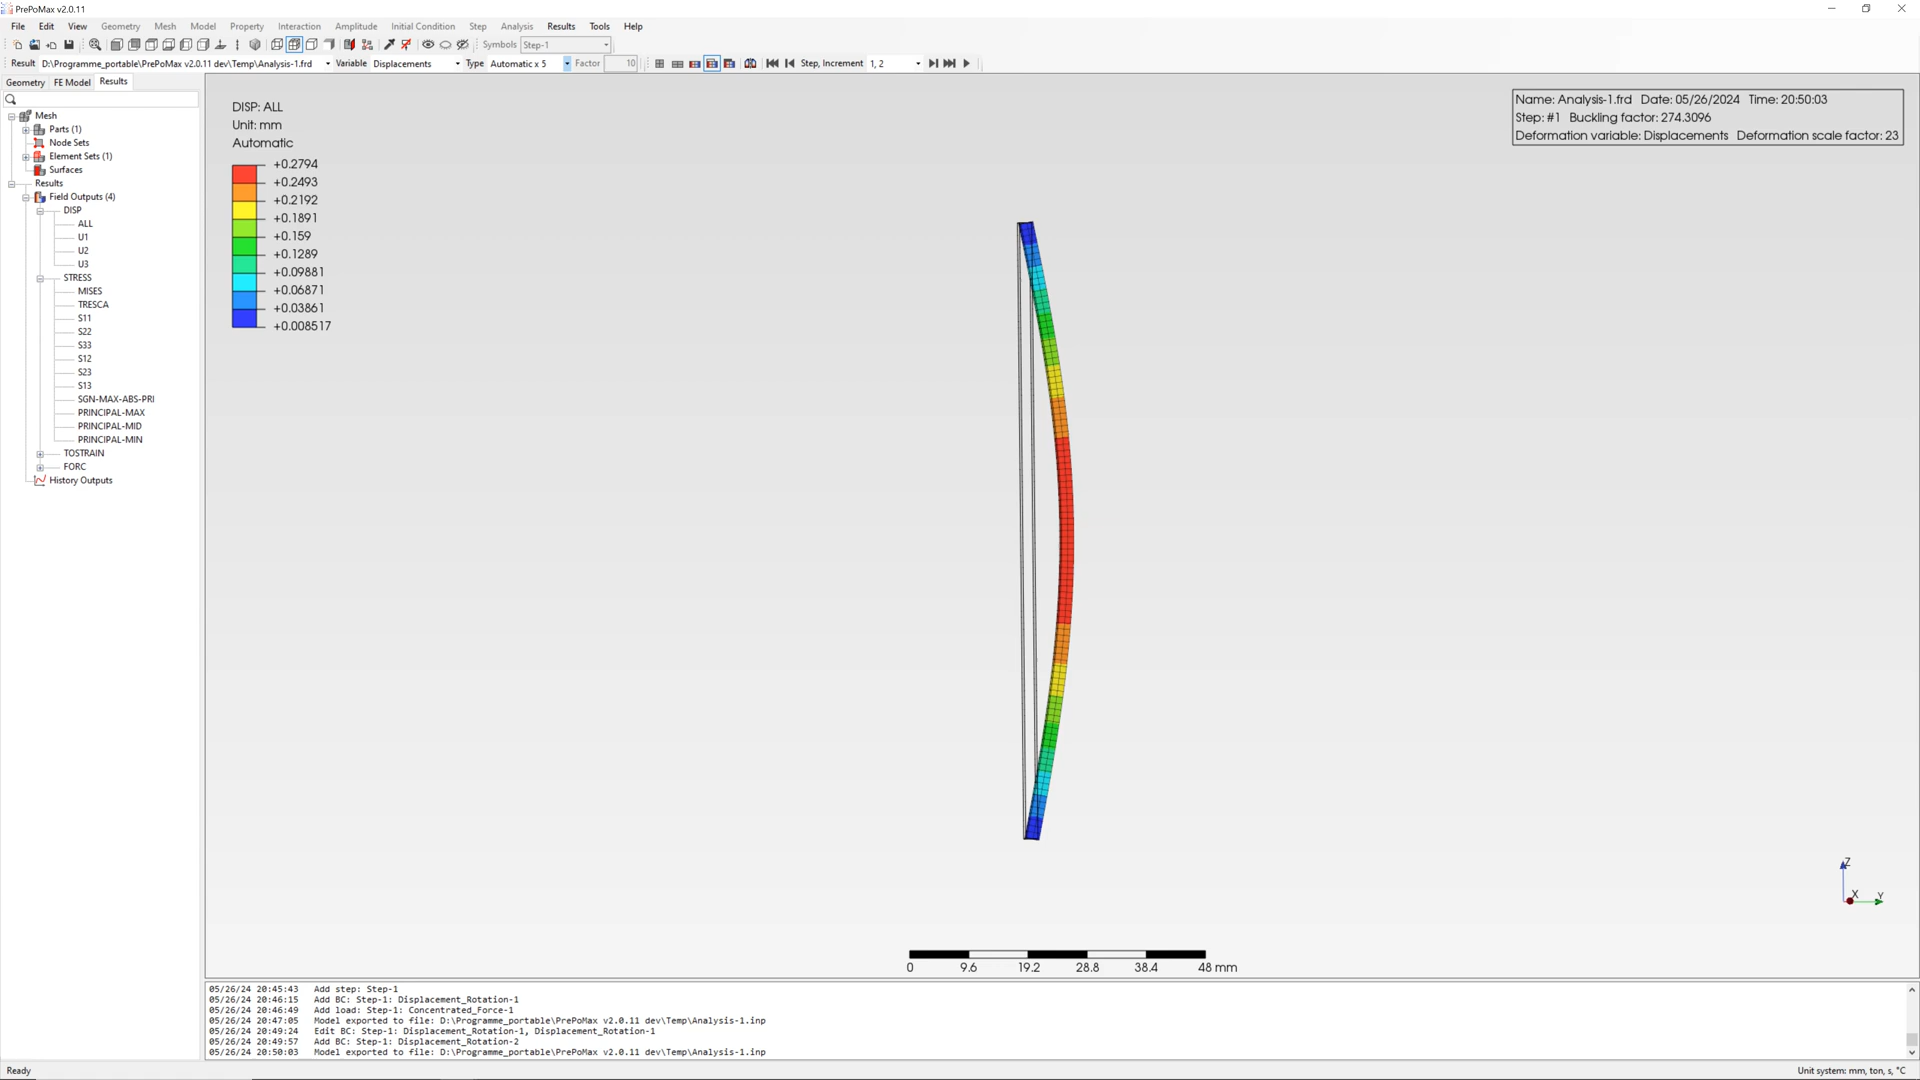 PrePoMax v2.0.11
File Edit View Geometry Mesh Model Property Interaction Amplitude Initial Condition Step Analysis Results Tools Help
Symbols Step-1
Result D:\Programme_portable\PrePoMax v2.0.11 dev\Temp\Analysis-1.frd Variable Displacements Type Automatic x 5 Factor 10 Step, Increment 1, 2
Geometry FE Model Results
Mesh
Parts (1)
Node Sets
Element Sets (1)
Surfaces
Results
Field Outputs (4)
DISP
ALL
U1
U2
U3
STRESS
MISES
TRESCA
S11
S22
S33
S12
S23
S13
SGN-MAX-ABS-PRI
PRINCIPAL-MAX
PRINCIPAL-MID
PRINCIPAL-MIN
TOSTRAIN
FORC
History Outputs
DISP: ALL
Unit: mm
Automatic
+0.2794
+0.2493
+0.2192
+0.1891
+0.159
+0.1289
+0.09881
+0.06871
+0.03861
+0.008517
Name: Analysis-1.frd Date: 05/26/2024 Time: 20:50:03
Step: #1 Buckling factor: 274.3096
Deformation variable: Displacements Deformation scale factor: 23
Z
X Y
0 9.6 19.2 28.8 38.4 48 mm
05/26/24 20:45:43 Add step: Step-1
05/26/24 20:46:15 Add BC: Step-1: Displacement_Rotation-1
05/26/24 20:46:49 Add load: Step-1: Concentrated_Force-1
05/26/24 20:47:05 Model exported to file: D:\Programme_portable\PrePoMax v2.0.11 dev\Temp\Analysis-1.inp
05/26/24 20:49:24 Edit BC: Step-1: Displacement_Rotation-1, Displacement_Rotation-1
05/26/24 20:49:57 Add BC: Step-1: Displacement_Rotation-2
05/26/24 20:50:03 Model exported to file: D:\Programme_portable\PrePoMax v2.0.11 dev\Temp\Analysis-1.inp
Ready Unit system: mm, ton, s, °C